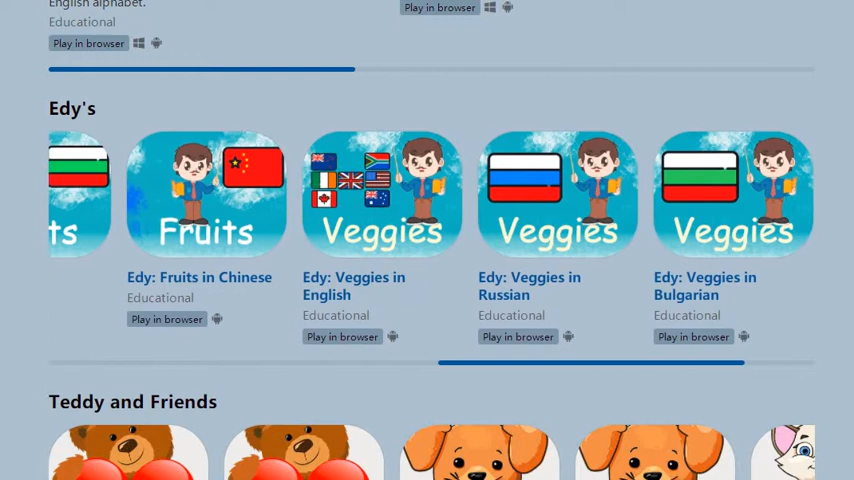 English alphabet.
Educational
Play in browser
Play in browser
Edy's
ts
Fruits
Veggies
Veggies
Veggies
Edy: Fruits in Chinese
Educational
Play in browser
Edy: Veggies in
English
Educational
Play in browser
Edy: Veggies in
Russian
Educational
Play in browser
Edy: Veggies in
Bulgarian
Educational
Play in browser
Teddy and Friends